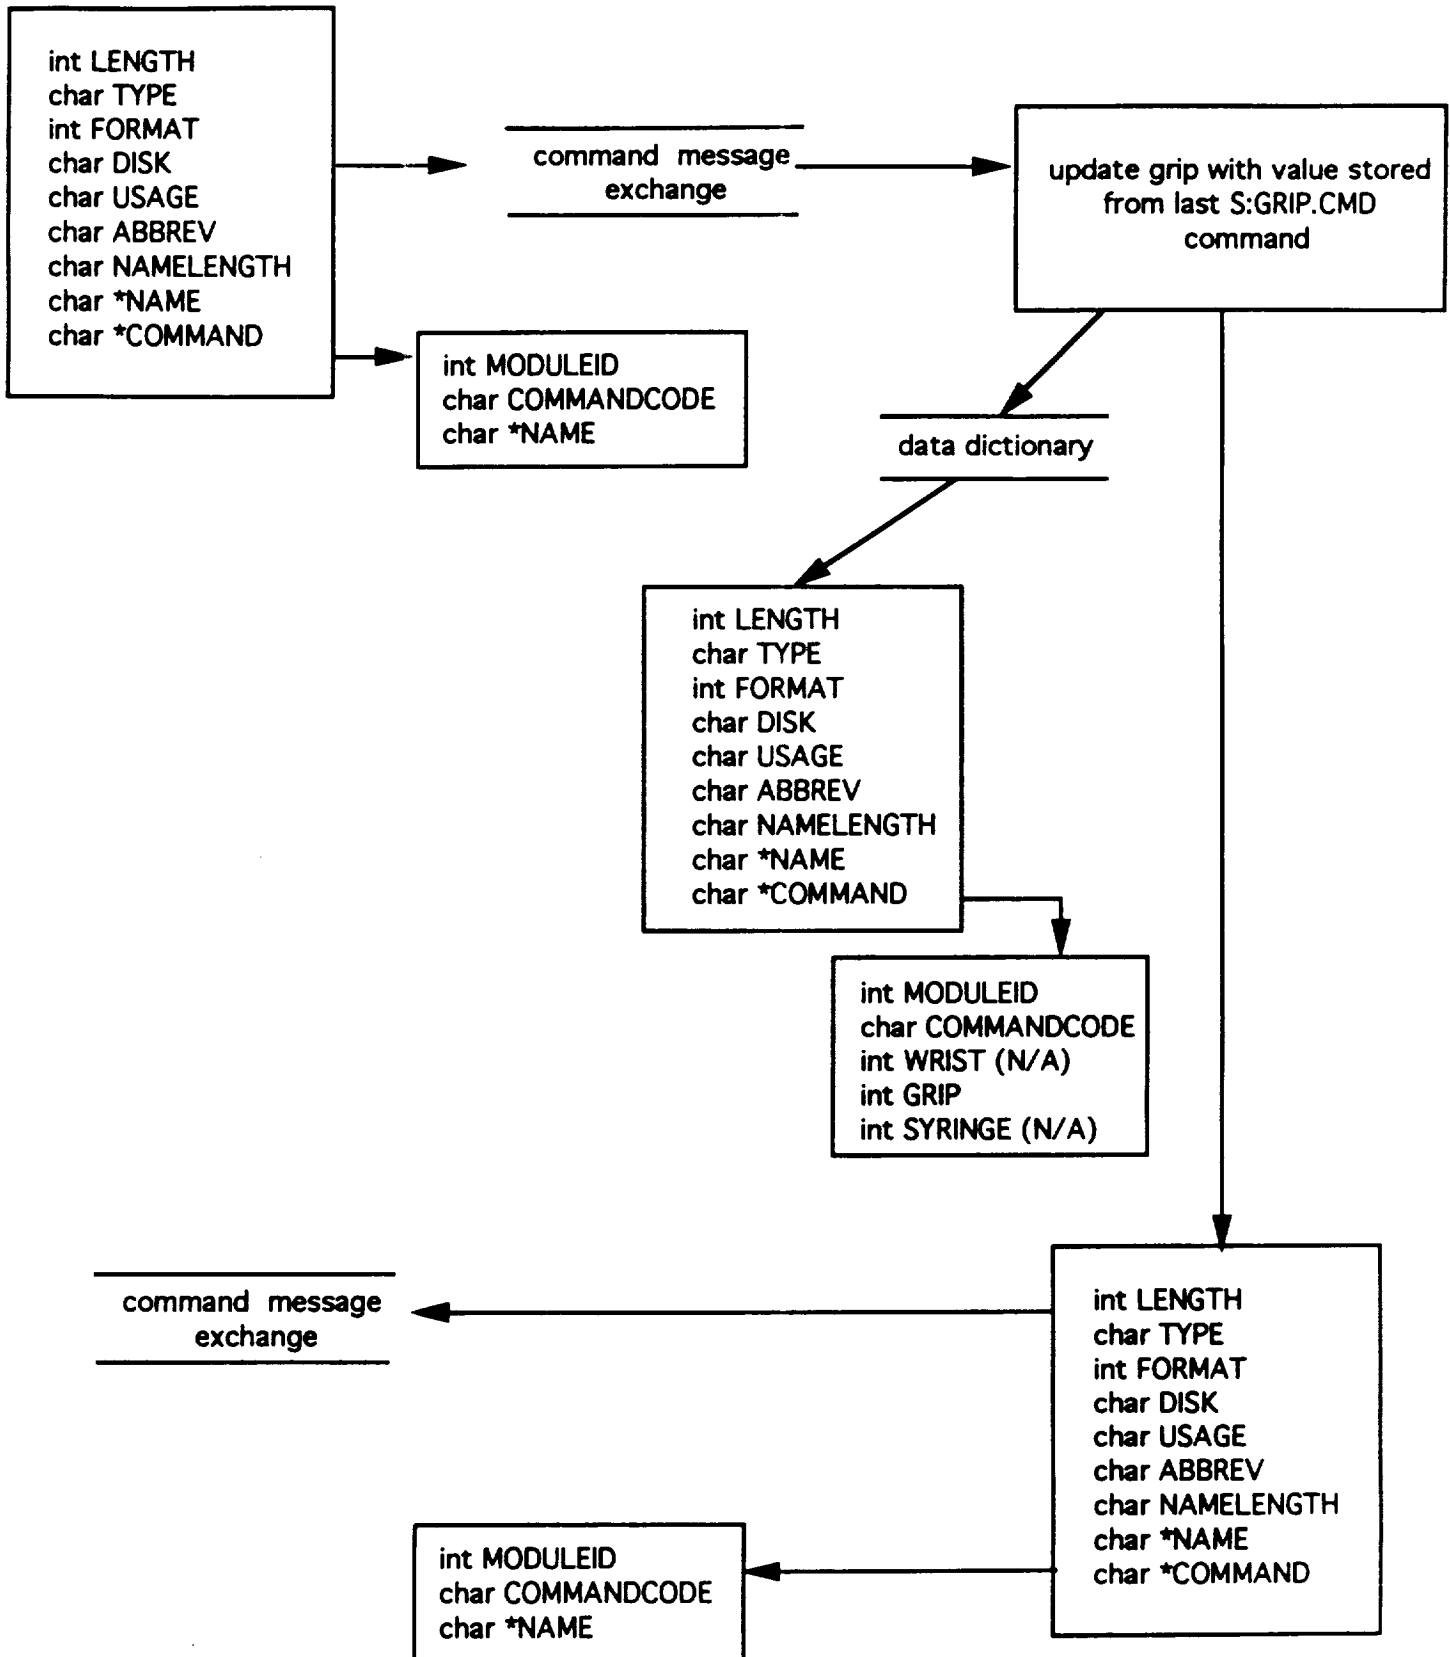 int LENGTH
char TYPE
int FORMAT
char DISK
char USAGE
char ABBREV
char NAMELENGTH
char *NAME
char *COMMAND
command message
exchange
update grip with value stored
from last S:GRIP.CMD
command
int MODULEID
char COMMANDCODE
char *NAME
data dictionary
int LENGTH
char TYPE
int FORMAT
char DISK
char USAGE
char ABBREV
char NAMELENGTH
char *NAME
char *COMMAND
int MODULEID
char COMMANDCODE
int WRIST (N/A)
int GRIP
int SYRINGE (N/A)
command message
exchange
int LENGTH
char TYPE
int FORMAT
char DISK
char USAGE
char ABBREV
char NAMELENGTH
char *NAME
char *COMMAND
int MODULEID
char COMMANDCODE
char *NAME